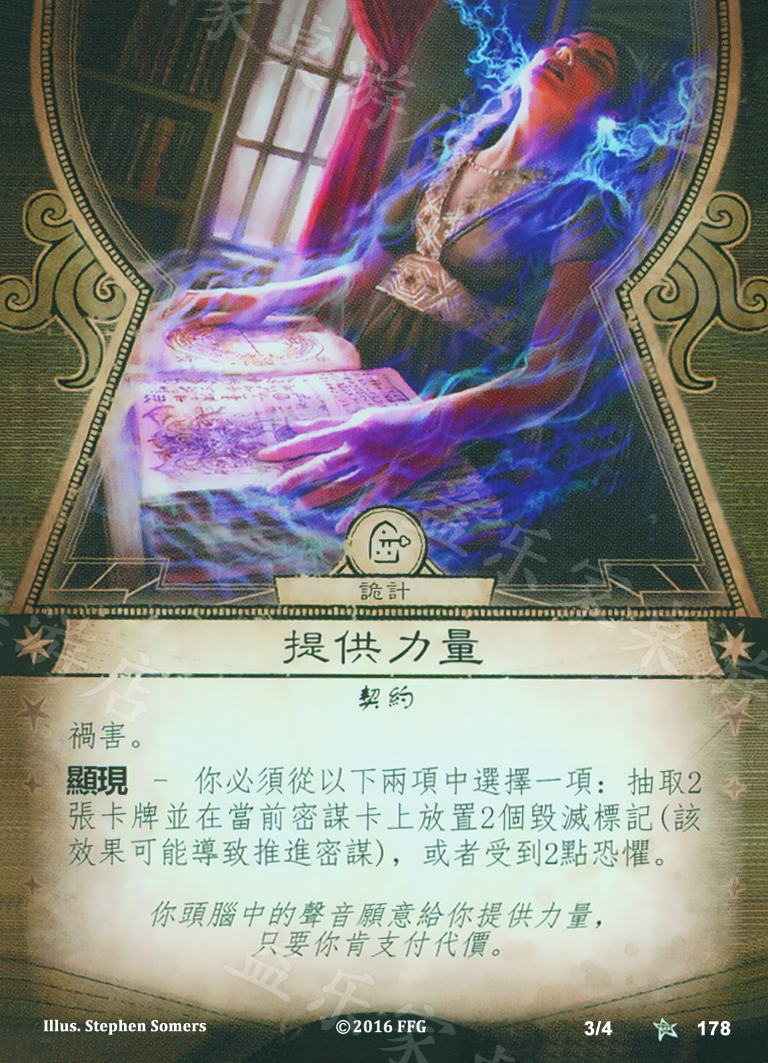 詭計
提供力量
契約
禍害。
顯現 - 你必須從以下兩項中選擇一項：抽取2
張卡牌並在當前密謀卡上放置2個毀滅標記(該
效果可能導致推進密謀)，或者受到2點恐懼。
你頭腦中的聲音願意給你提供力量，
只要你肯支付代價。
Illus. Stephen Somers ©2016 FFG 3/4 178